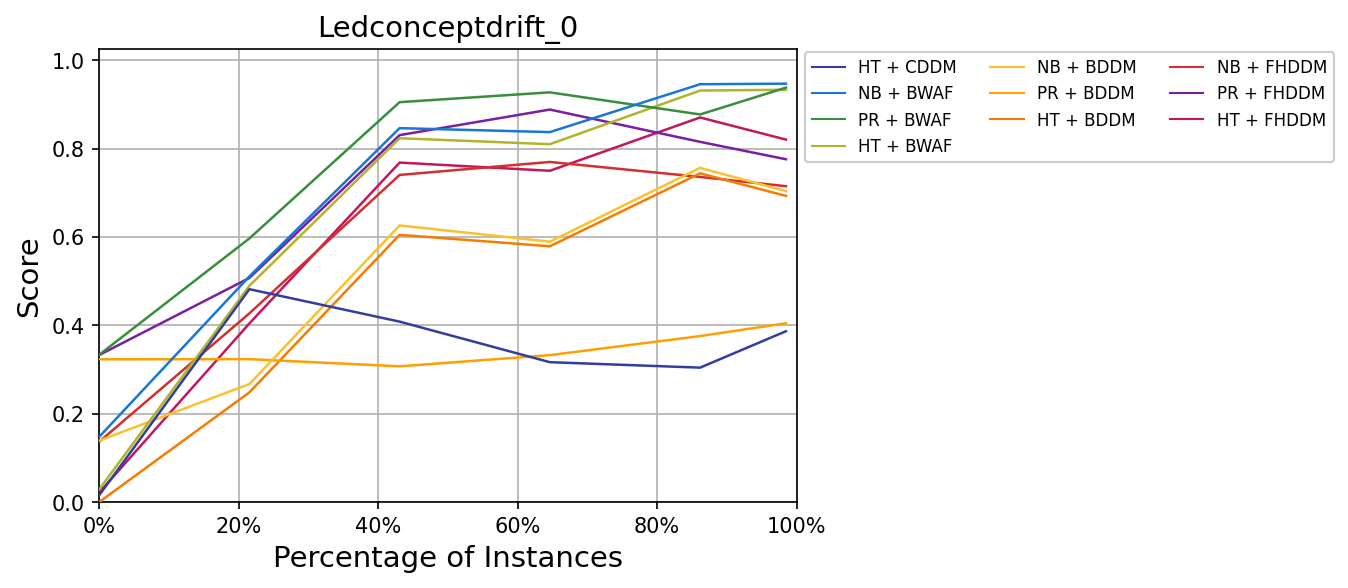 Ledconceptdrift_0
1.0
0.8
0.6
0.4
0.2
0.0
Score
0% 20% 40% 60% 80% 100%
Percentage of Instances
HT + CDDM
NB + BWAF
PR + BWAF
HT + BWAF
NB + BDDM
PR + BDDM
HT + BDDM
NB + FHDDM
PR + FHDDM
HT + FHDDM